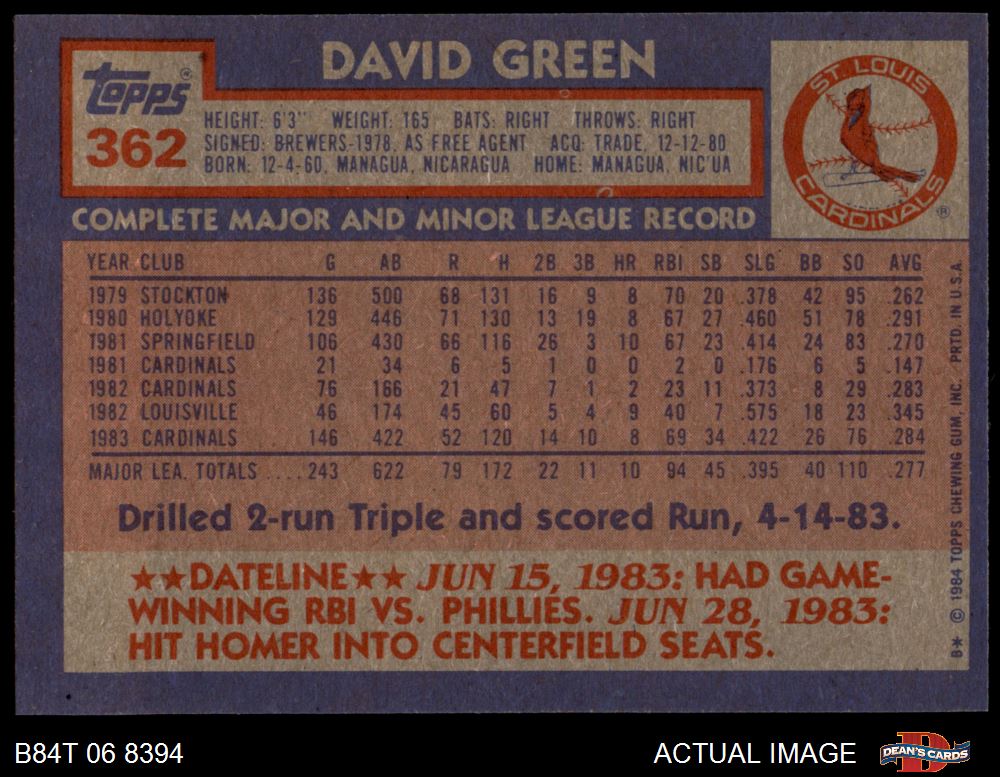 DAVID GREEN
Topps®
362
HEIGHT: 6'3" WEIGHT: 165 BATS: RIGHT THROWS: RIGHT
SIGNED: BREWERS-1978, AS FREE AGENT ACQ: TRADE, 12-12-80
BORN: 12-4-60, MANAGUA, NICARAGUA HOME: MANAGUA, NIC'UA
ST. LOUIS
CARDINALS®
COMPLETE MAJOR AND MINOR LEAGUE RECORD
YEAR CLUB G AB R H 2B 3B HR RBI SB SLG BB SO AVG
1979 STOCKTON 136 500 68 131 16 9 8 70 20 .378 42 95 .262
1980 HOLYOKE 129 446 71 130 13 19 8 67 27 .460 51 78 .291
1981 SPRINGFIELD 106 430 66 116 26 3 10 67 23 .414 24 83 .270
1981 CARDINALS 21 34 6 5 1 0 0 2 0 .176 6 5 .147
1982 CARDINALS 76 166 21 47 7 1 2 23 11 .373 8 29 .283
1982 LOUISVILLE 46 174 45 60 5 4 9 40 7 .575 18 23 .345
1983 CARDINALS 146 422 52 120 14 10 8 69 34 .422 26 76 .284
MAJOR LEA. TOTALS ....243 622 79 172 22 11 10 94 45 .395 40 110 .277
Drilled 2-run Triple and scored Run, 4-14-83.
★★DATELINE★★ JUN 15, 1983: HAD GAME-
WINNING RBI VS. PHILLIES. JUN 28, 1983:
HIT HOMER INTO CENTERFIELD SEATS.
B* © 1984 TOPPS CHEWING GUM, INC. PRTD. IN U.S.A.
B84T 06 8394
ACTUAL IMAGE
D
DEAN'S CARDS